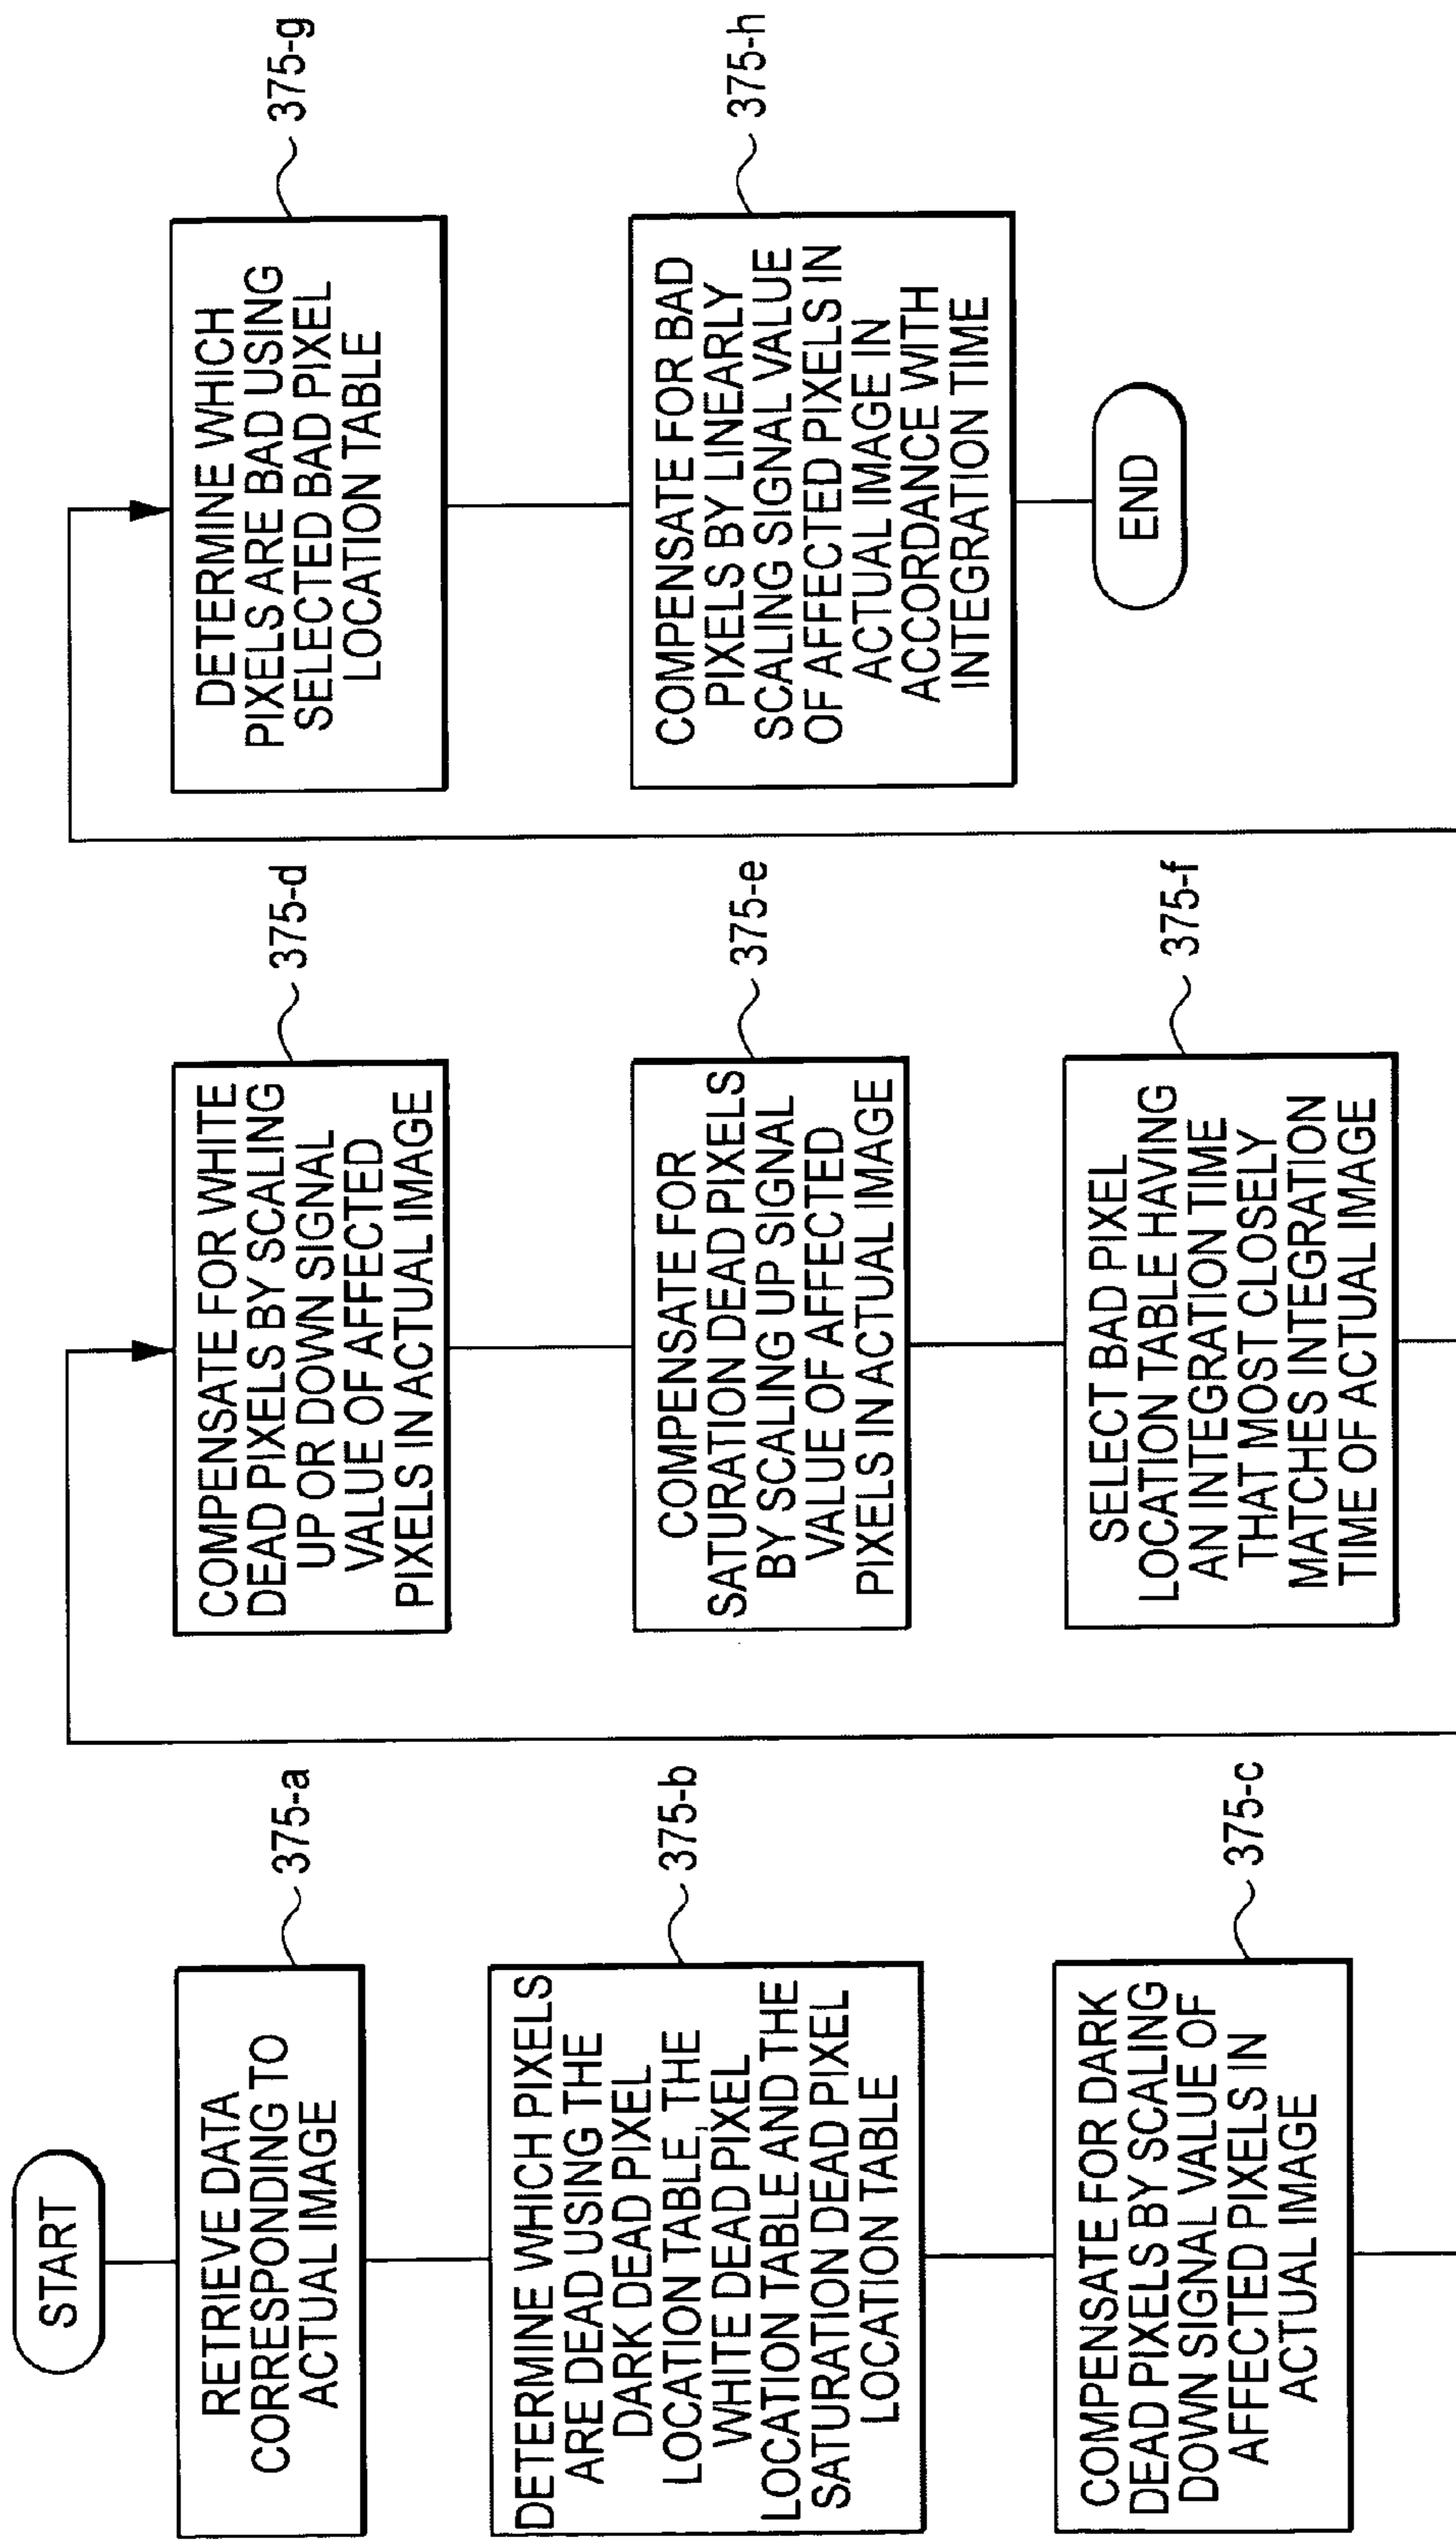 START
RETRIEVE DATA
CORRESPONDING TO
ACTUAL IMAGE
375-a
DETERMINE WHICH PIXELS
ARE DEAD USING THE
DARK DEAD PIXEL
LOCATION TABLE, THE
WHITE DEAD PIXEL
LOCATION TABLE AND THE
SATURATION DEAD PIXEL
LOCATION TABLE
375-b
COMPENSATE FOR DARK
DEAD PIXELS BY SCALING
DOWN SIGNAL VALUE OF
AFFECTED PIXELS IN
ACTUAL IMAGE
375-c
COMPENSATE FOR WHITE
DEAD PIXELS BY SCALING
UP OR DOWN SIGNAL
VALUE OF AFFECTED
PIXELS IN ACTUAL IMAGE
375-d
COMPENSATE FOR
SATURATION DEAD PIXELS
BY SCALING UP SIGNAL
VALUE OF AFFECTED
PIXELS IN ACTUAL IMAGE
375-e
SELECT BAD PIXEL
LOCATION TABLE HAVING
AN INTEGRATION TIME
THAT MOST CLOSELY
MATCHES INTEGRATION
TIME OF ACTUAL IMAGE
375-f
DETERMINE WHICH
PIXELS ARE BAD USING
SELECTED BAD PIXEL
LOCATION TABLE
375-g
COMPENSATE FOR BAD
PIXELS BY LINEARLY
SCALING SIGNAL VALUE
OF AFFECTED PIXELS IN
ACTUAL IMAGE IN
ACCORDANCE WITH
INTEGRATION TIME
375-h
END